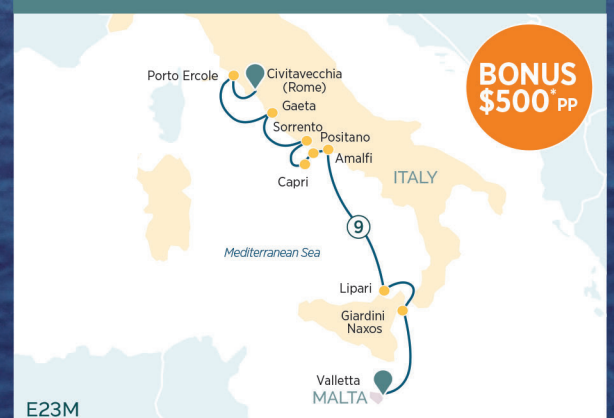 BONUS
$500* PP
Porto Ercole
Civitavecchia
(Rome)
Gaeta
Sorrento
Positano
Amalfi
Capri
ITALY
9
Mediterranean Sea
Lipari
Giardini
Naxos
Valletta
MALTA
E23M